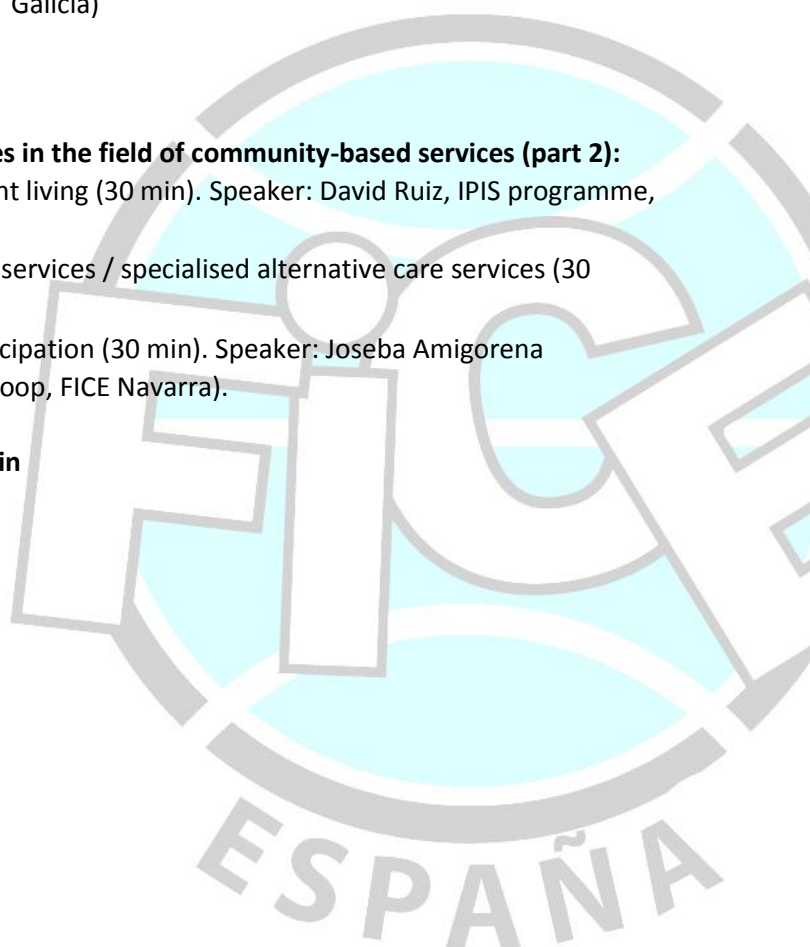 Galicia)
es in the field of community-based services (part 2):
nt living (30 min). Speaker: David Ruiz, IPIS programme,
services / specialised alternative care services (30
cipation (30 min). Speaker: Joseba Amigorena
oop, FICE Navarra).
in
FiCE
ESPAÑA